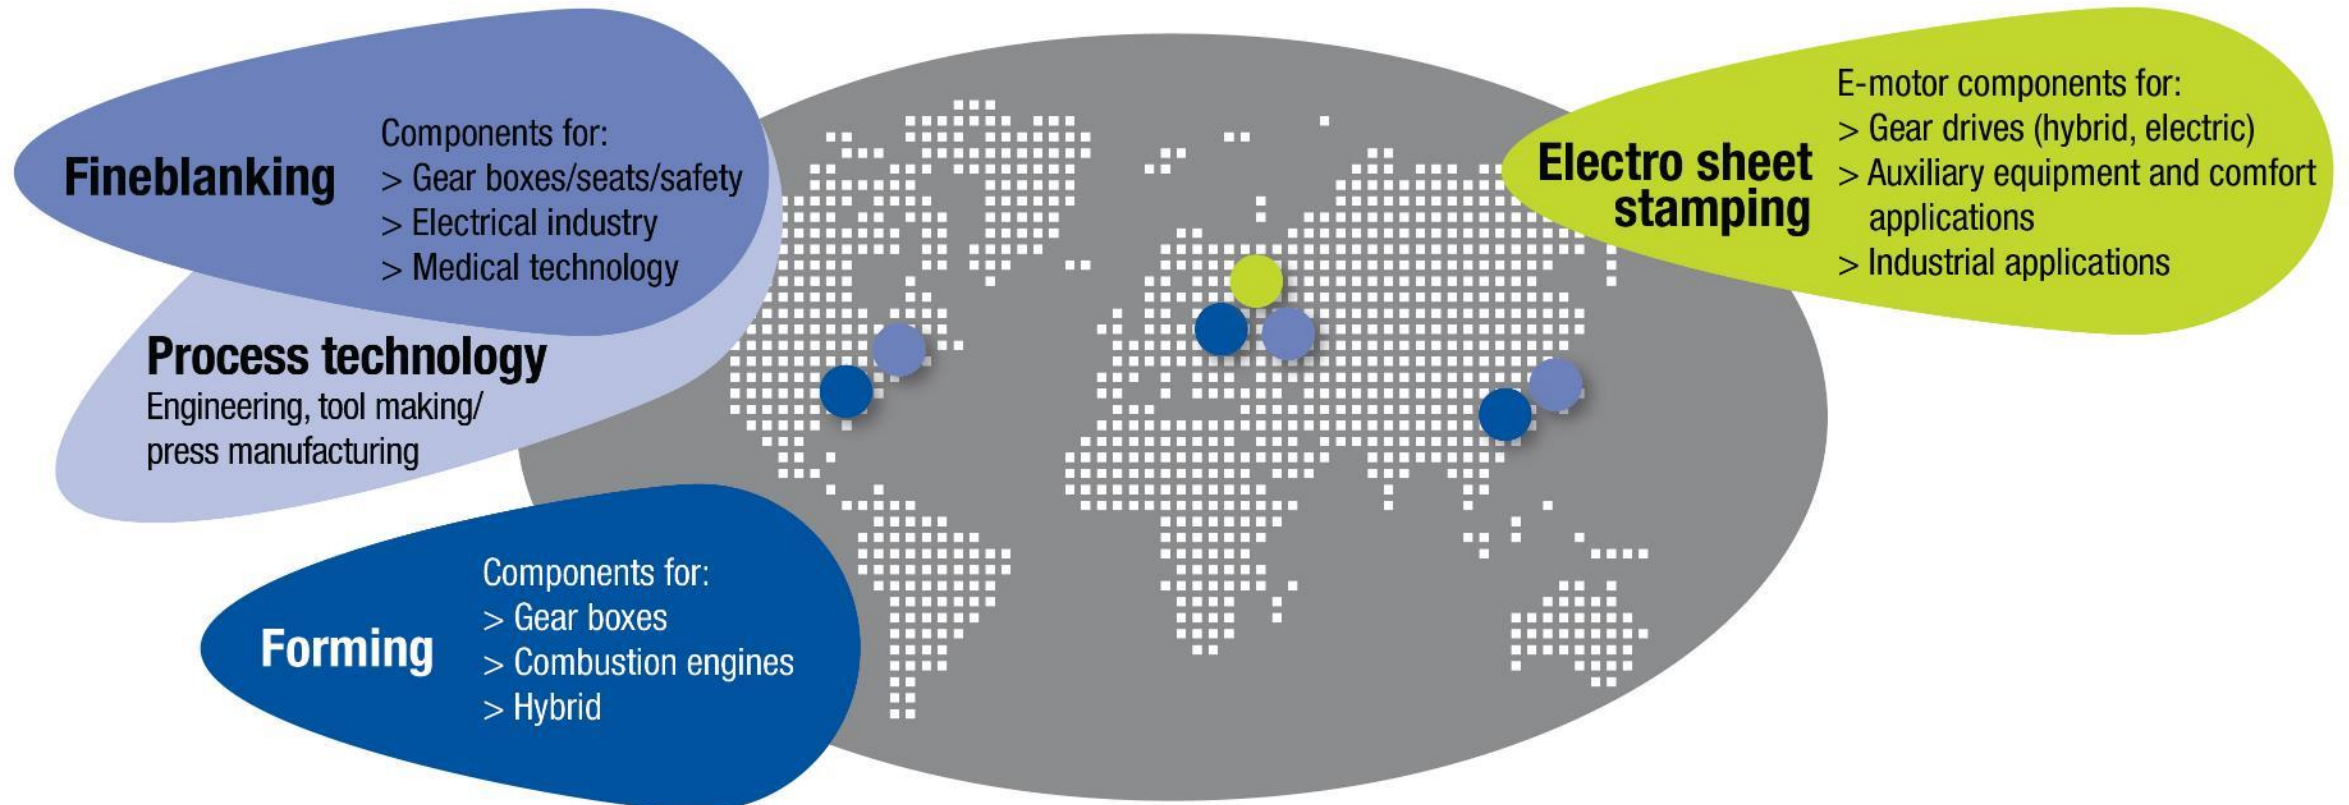 Fineblanking
Components for:
> Gear boxes/seats/safety
> Electrical industry
> Medical technology
Process technology
Engineering, tool making/
press manufacturing
Forming
Components for:
> Gear boxes
> Combustion engines
> Hybrid
Electro sheet
stamping
E-motor components for:
> Gear drives (hybrid, electric)
> Auxiliary equipment and comfort
applications
> Industrial applications